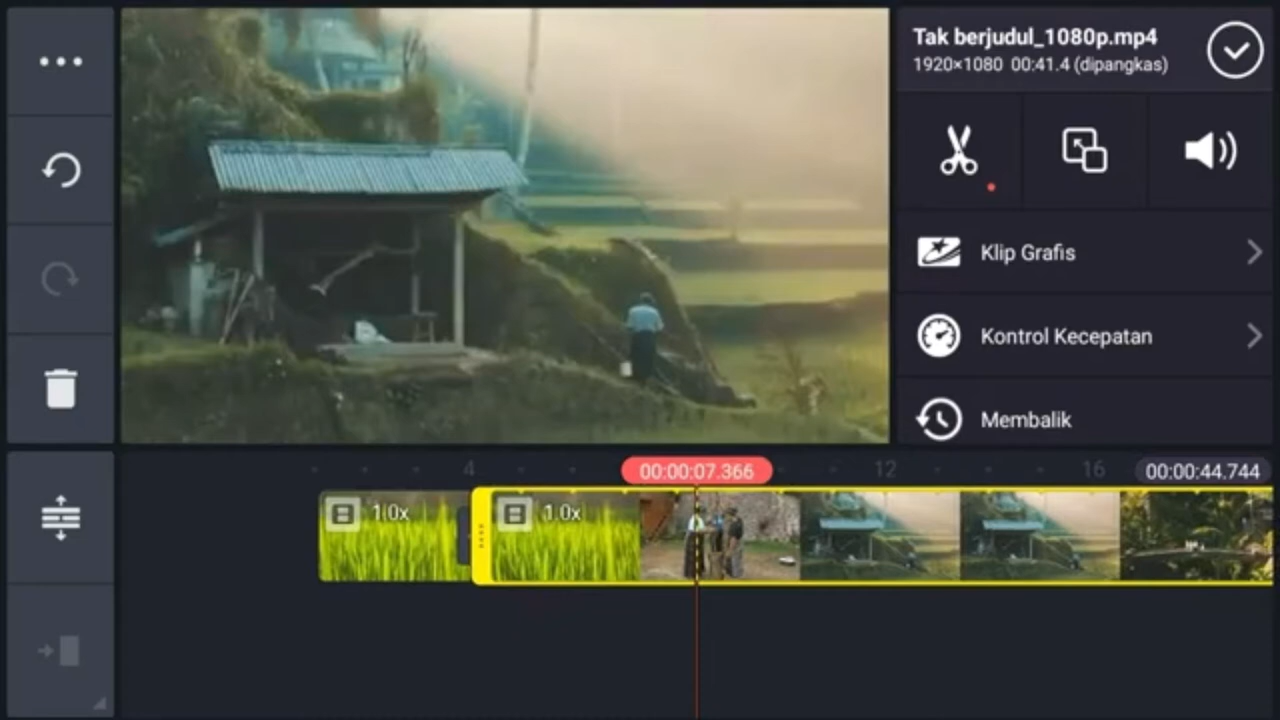 Tak berjudul_1080p.mp4
1920×1080 00:41.4 (dipangkas)
Klip Grafis
Kontrol Kecepatan
Membalik
4
00:00:07.366
12
16
00:00:44.744
1.0x
1.0x